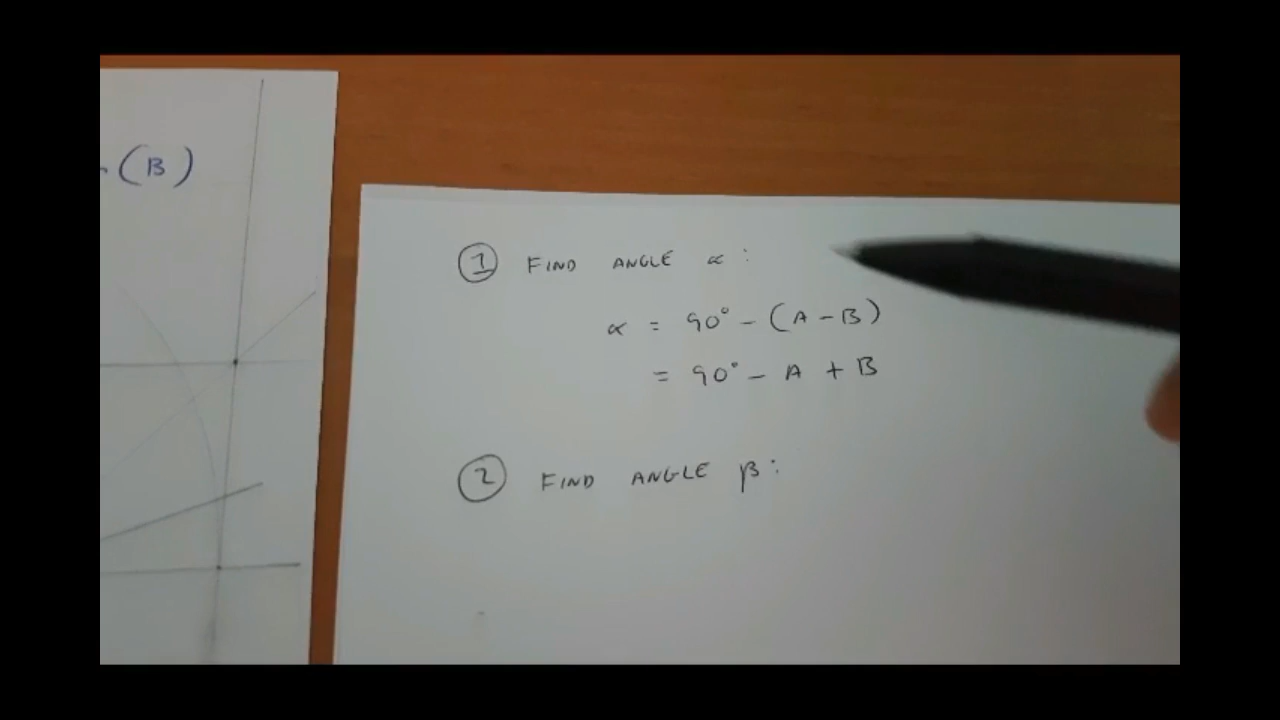 (B)
① FIND ANGLE α:
α = 90° - (A - B)
= 90° - A + B
② FIND ANGLE β: